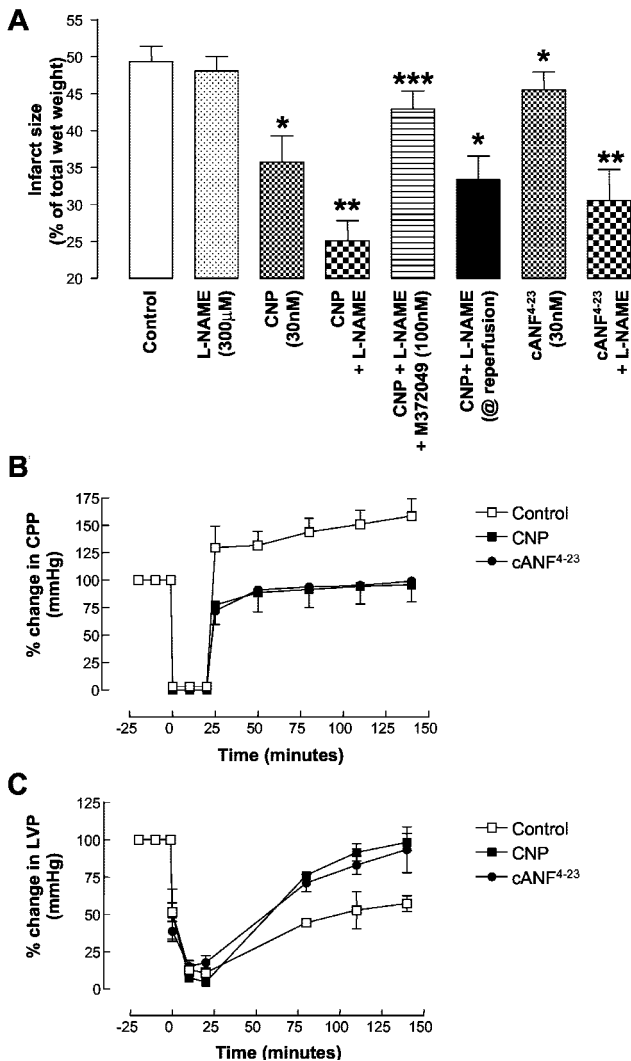 A
Infarct size
(% of total wet weight)
50
45
40
35
30
25
20
*
**
***
*
*
**
Control
L-NAME
(300μM)
CNP
(30nM)
CNP
+ L-NAME
CNP + L-NAME
+ M372049 (100nM)
CNP+ L-NAME
(@ reperfusion)
cANF4-23
(30nM)
cANF4-23
+ L-NAME
B
% change in CPP
(mmHg)
175
150
125
100
75
50
25
0
-25 0 25 50 75 100 125 150
Time (minutes)
Control
CNP
cANF4-23
C
% change in LVP
(mmHg)
125
100
75
50
25
0
-25 0 25 50 75 100 125 150
Time (minutes)
Control
CNP
cANF4-23